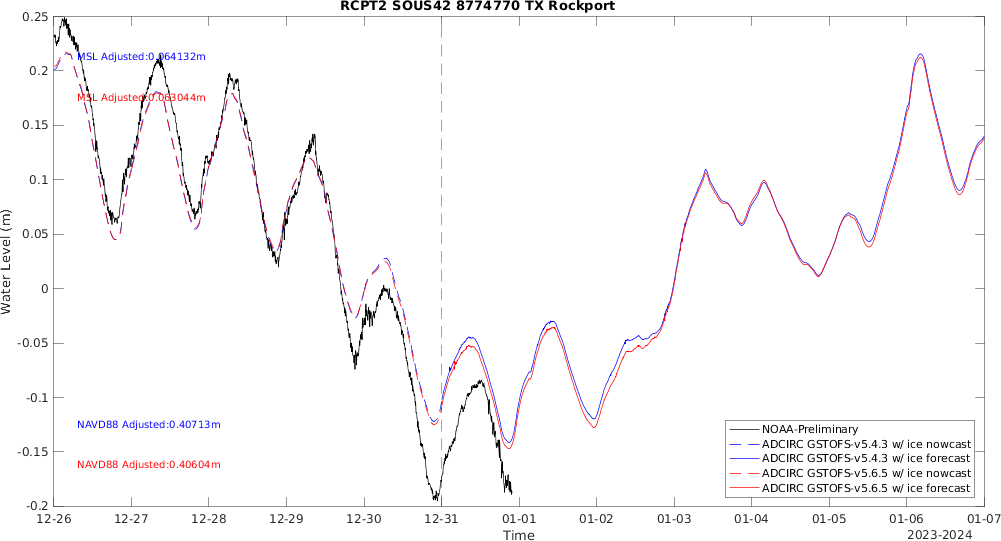 RCPT2 SOUS42 8774770 TX Rockport
0.25
0.2
0.15
0.1
0.05
0
-0.05
-0.1
-0.15
-0.2
Water Level (m)
MSL Adjusted:0.064132m
MSL Adjusted:0.063044m
NAVD88 Adjusted:0.40713m
NAVD88 Adjusted:0.40604m
NOAA-Preliminary
ADCIRC GSTOFS-v5.4.3 w/ ice nowcast
ADCIRC GSTOFS-v5.4.3 w/ ice forecast
ADCIRC GSTOFS-v5.6.5 w/ ice nowcast
ADCIRC GSTOFS-v5.6.5 w/ ice forecast
12-26 12-27 12-28 12-29 12-30 12-31 01-01 01-02 01-03 01-04 01-05 01-06 01-07
Time
2023-2024